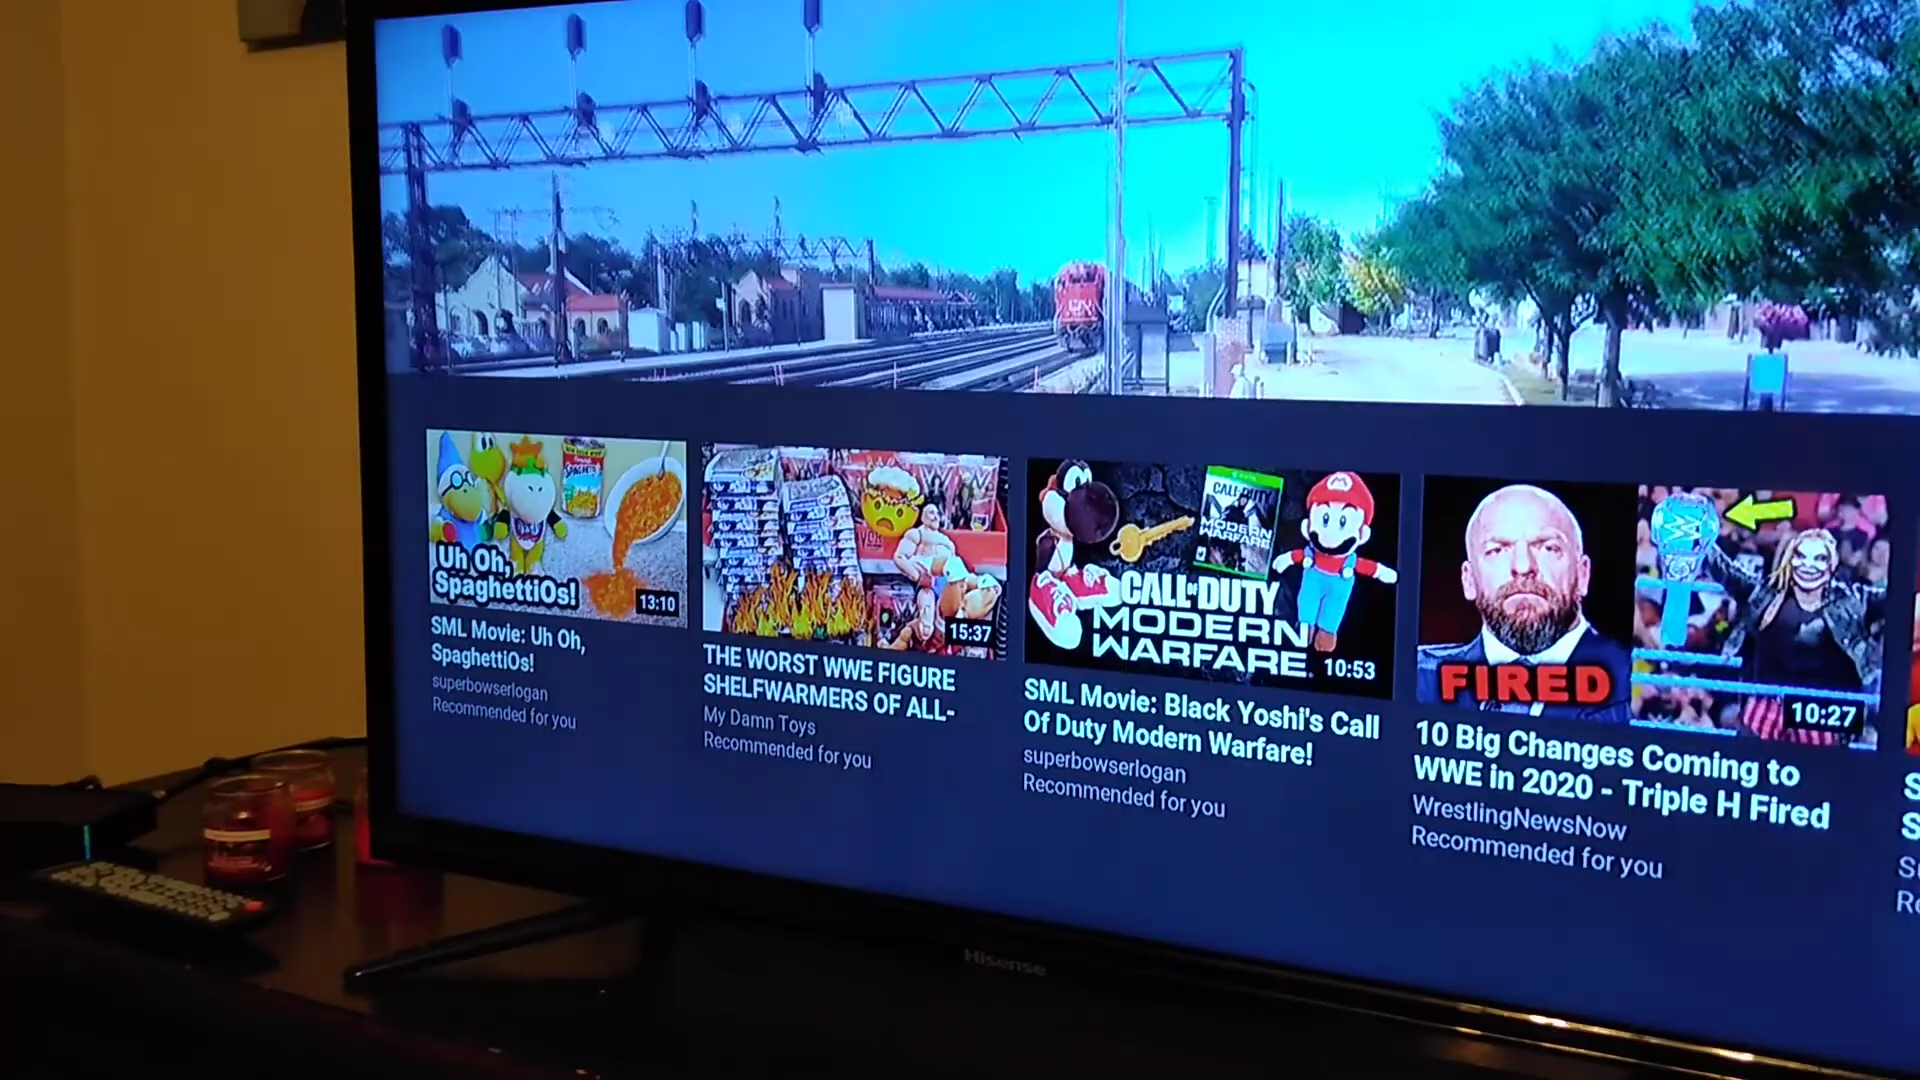 CN
Uh Oh,
SpaghettiOs!
13:10
SML Movie: Uh Oh,
SpaghettiOs!
superbowserlogan
Recommended for you
15:37
THE WORST WWE FIGURE
SHELFWARMERS OF ALL-
My Damn Toys
Recommended for you
CALL OF DUTY
MODERN
WARFARE
CALL OF DUTY
MODERN
WARFARE
10:53
SML Movie: Black Yoshi's Call
Of Duty Modern Warfare!
superbowserlogan
Recommended for you
FIRED
10:27
10 Big Changes Coming to
WWE in 2020 - Triple H Fired
WrestlingNewsNow
Recommended for you
Hisense